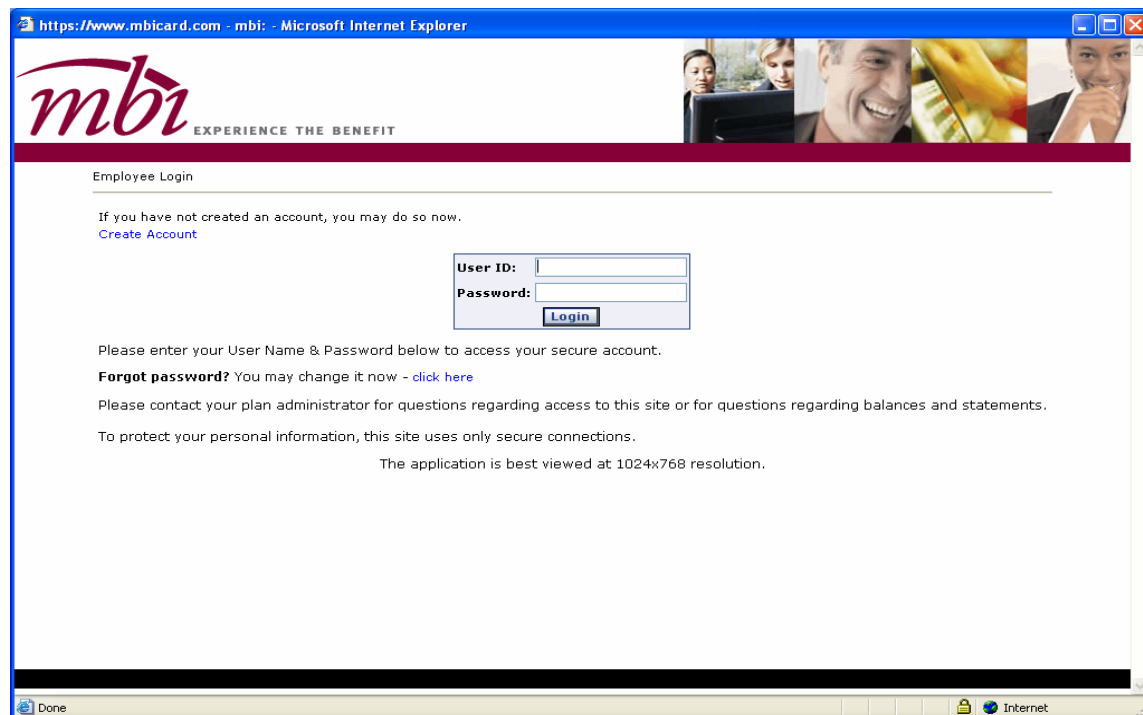 https://www.mbicard.com - mbi: - Microsoft Internet Explorer
mbi EXPERIENCE THE BENEFIT
Employee Login
If you have not created an account, you may do so now.
Create Account
User ID:
Password:
Login
Please enter your User Name & Password below to access your secure account.
Forgot password? You may change it now - click here
Please contact your plan administrator for questions regarding access to this site or for questions regarding balances and statements.
To protect your personal information, this site uses only secure connections.
The application is best viewed at 1024x768 resolution.
Done Internet